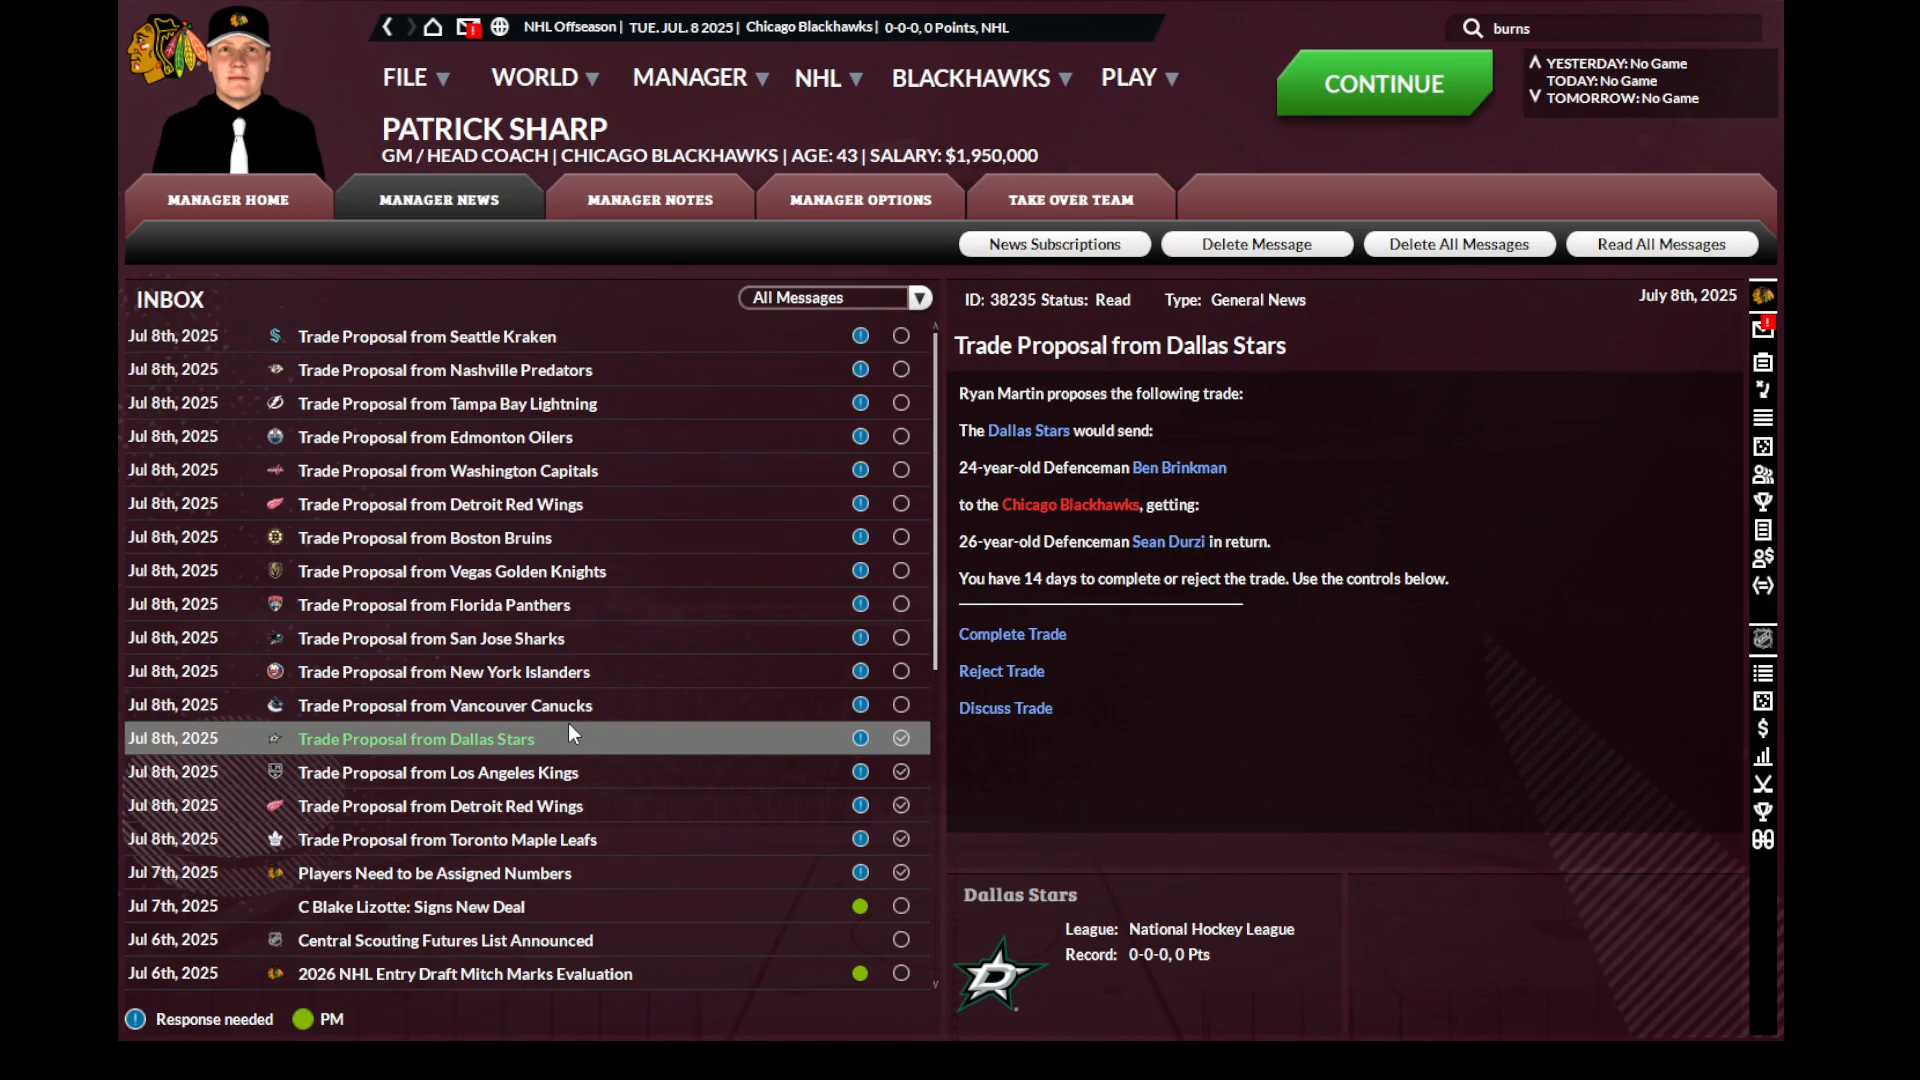 NHL Offseason | TUE. JUL. 8 2025 | Chicago Blackhawks | 0-0-0, 0 Points, NHL
burns
FILE WORLD MANAGER NHL BLACKHAWKS PLAY
CONTINUE
YESTERDAY: No Game
TODAY: No Game
TOMORROW: No Game
PATRICK SHARP
GM / HEAD COACH | CHICAGO BLACKHAWKS | AGE: 43 | SALARY: $1,950,000
MANAGER HOME MANAGER NEWS MANAGER NOTES MANAGER OPTIONS TAKE OVER TEAM
News Subscriptions Delete Message Delete All Messages Read All Messages
INBOX
All Messages
Jul 8th, 2025 Trade Proposal from Seattle Kraken
Jul 8th, 2025 Trade Proposal from Nashville Predators
Jul 8th, 2025 Trade Proposal from Tampa Bay Lightning
Jul 8th, 2025 Trade Proposal from Edmonton Oilers
Jul 8th, 2025 Trade Proposal from Washington Capitals
Jul 8th, 2025 Trade Proposal from Detroit Red Wings
Jul 8th, 2025 Trade Proposal from Boston Bruins
Jul 8th, 2025 Trade Proposal from Vegas Golden Knights
Jul 8th, 2025 Trade Proposal from Florida Panthers
Jul 8th, 2025 Trade Proposal from San Jose Sharks
Jul 8th, 2025 Trade Proposal from New York Islanders
Jul 8th, 2025 Trade Proposal from Vancouver Canucks
Jul 8th, 2025 Trade Proposal from Dallas Stars
Jul 8th, 2025 Trade Proposal from Los Angeles Kings
Jul 8th, 2025 Trade Proposal from Detroit Red Wings
Jul 8th, 2025 Trade Proposal from Toronto Maple Leafs
Jul 7th, 2025 Players Need to be Assigned Numbers
Jul 7th, 2025 C Blake Lizotte: Signs New Deal
Jul 6th, 2025 Central Scouting Futures List Announced
Jul 6th, 2025 2026 NHL Entry Draft Mitch Marks Evaluation
Response needed PM
ID: 38235 Status: Read Type: General News July 8th, 2025
Trade Proposal from Dallas Stars
Ryan Martin proposes the following trade:
The Dallas Stars would send:
24-year-old Defenceman Ben Brinkman
to the Chicago Blackhawks, getting:
26-year-old Defenceman Sean Durzi in return.
You have 14 days to complete or reject the trade. Use the controls below.
Complete Trade
Reject Trade
Discuss Trade
Dallas Stars
League: National Hockey League
Record: 0-0-0, 0 Pts